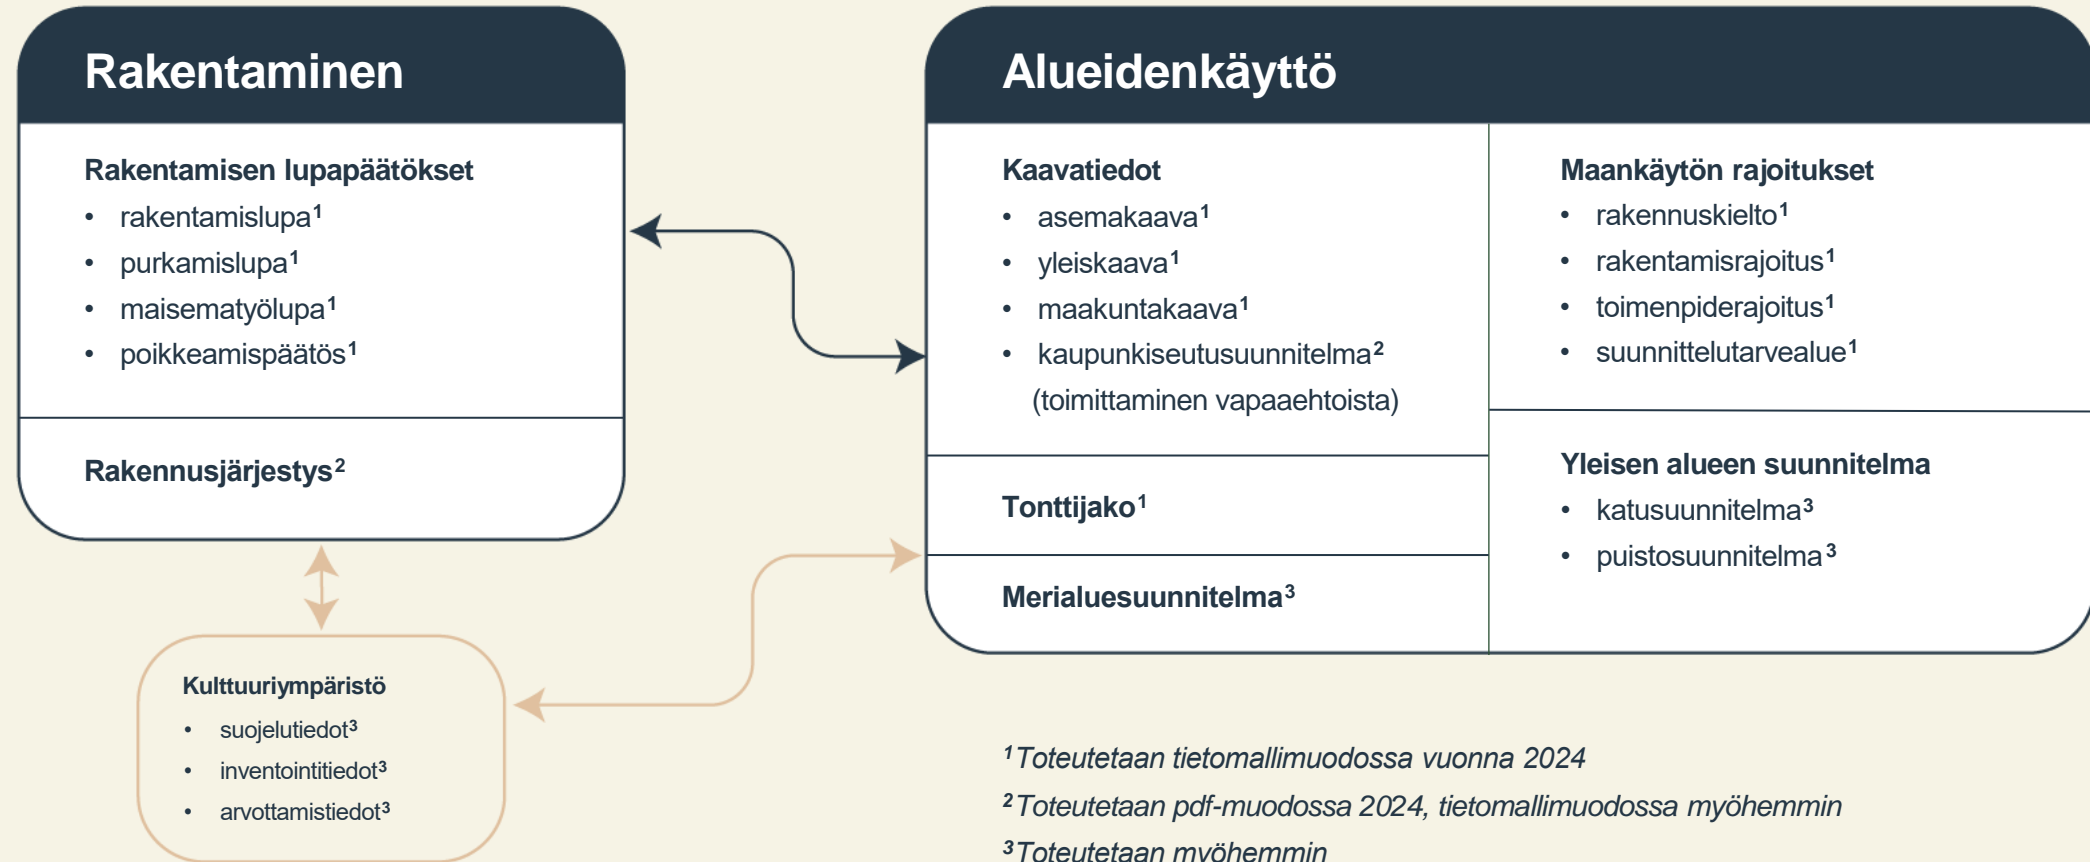 Rakentaminen
Rakentamisen lupapäätökset
• rakentamislupa¹
• purkamislupa¹
• maisematyölupa¹
• poikkeamispäätös¹
Rakennusjärjestys²
Kulttuuriympäristö
• suojelutiedot³
• inventointitiedot³
• arvottamistiedot³
Alueidenkäyttö
Kaavatiedot
• asemakaava¹
• yleiskaava¹
• maakuntakaava¹
• kaupunkiseutusuunnitelma²
(toimittaminen vapaaehtoista)
Tonttijako¹
Merialuesuunnitelma³
Maankäytön rajoitukset
• rakennuskielto¹
• rakentamisrajoitus¹
• toimenpiderajoitus¹
• suunnittelutarvealue¹
Yleisen alueen suunnitelma
• katusuunnitelma³
• puistosuunnitelma³
¹Toteutetaan tietomallimuodossa vuonna 2024
²Toteutetaan pdf-muodossa 2024, tietomallimuodossa myöhemmin
³Toteutetaan myöhemmin